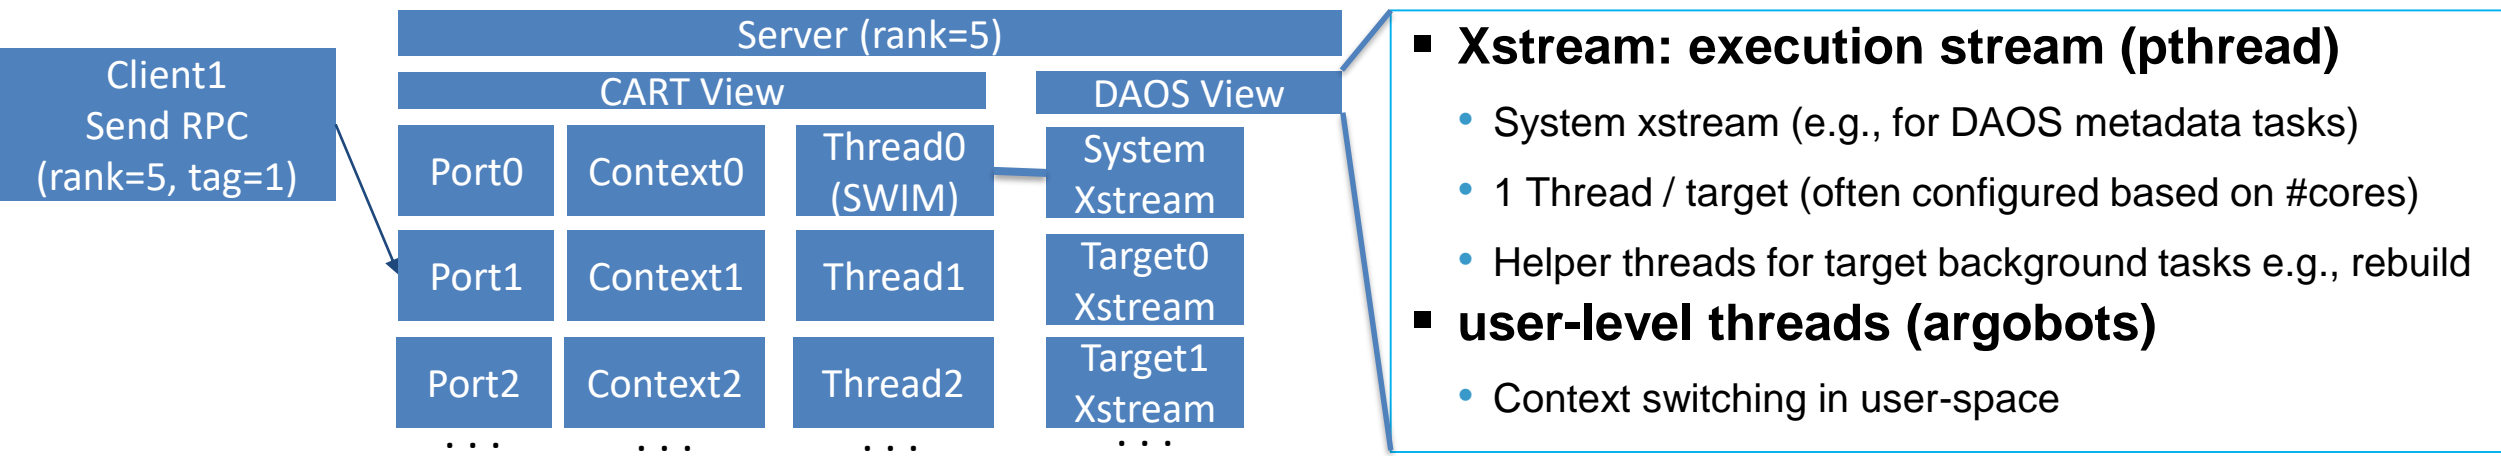 Client1
Send RPC
(rank=5, tag=1)
Server (rank=5)
CART View
DAOS View
Port0
Context0
Thread0
(SWIM)
System
Xstream
Port1
Context1
Thread1
Target0
Xstream
Port2
Context2
Thread2
Target1
Xstream
. . .
. . .
. . .
. . .
▪ Xstream: execution stream (pthread)
• System xstream (e.g., for DAOS metadata tasks)
• 1 Thread / target (often configured based on #cores)
• Helper threads for target background tasks e.g., rebuild
▪ user-level threads (argobots)
• Context switching in user-space